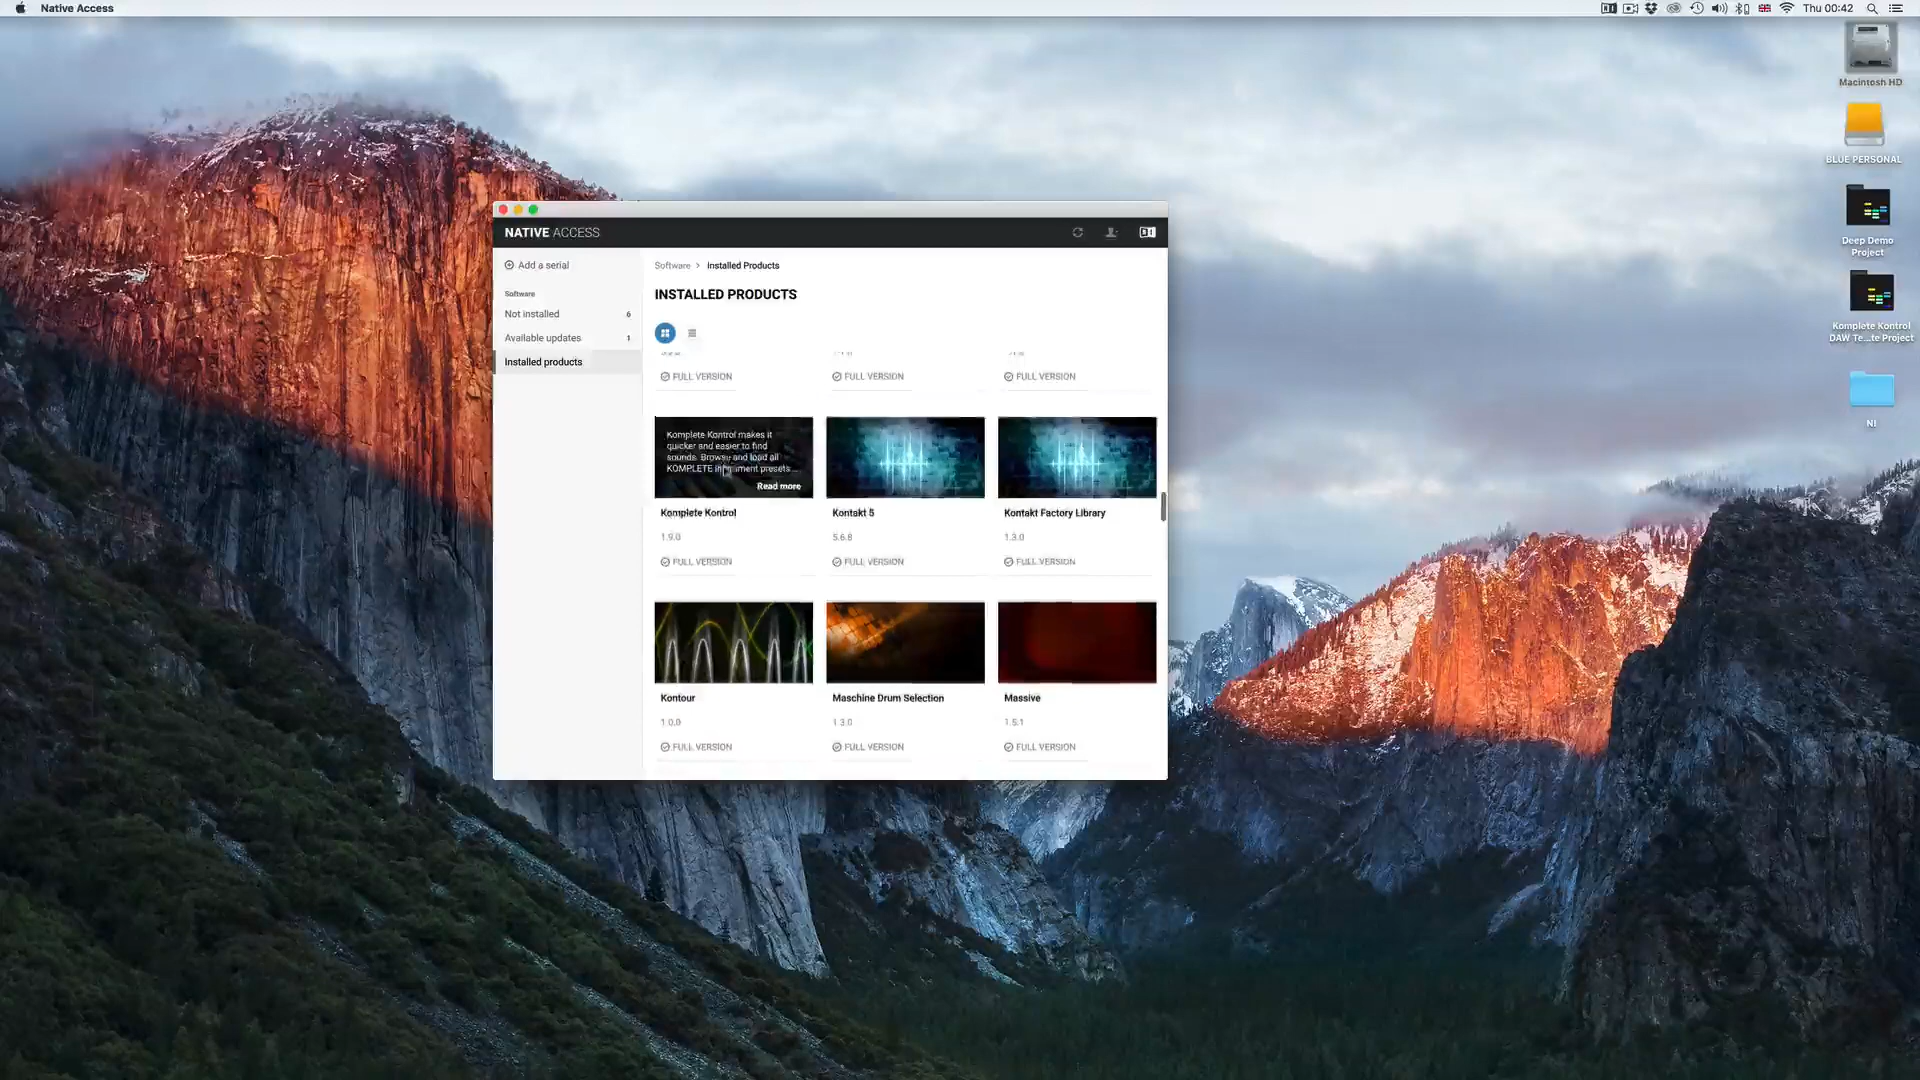 Native Access
Thu 00:42
Macintosh HD
BLUE PERSONAL
Deep Demo
Project
Komplete Kontrol
DAW Te...te Project
NI
NATIVE ACCESS
Add a serial
Software
Not installed 6
Available updates 1
Installed products
Software > Installed Products
INSTALLED PRODUCTS
FULL VERSION FULL VERSION FULL VERSION
Komplete Kontrol makes it
quicker and easier to find
sounds. Browse and load all
KOMPLETE instrument presets...
Read more
Komplete Kontrol Kontakt 5 Kontakt Factory Library
1.9.0 5.6.8 1.3.0
FULL VERSION FULL VERSION FULL VERSION
Kontour Maschine Drum Selection Massive
1.0.0 1.3.0 1.5.1
FULL VERSION FULL VERSION FULL VERSION